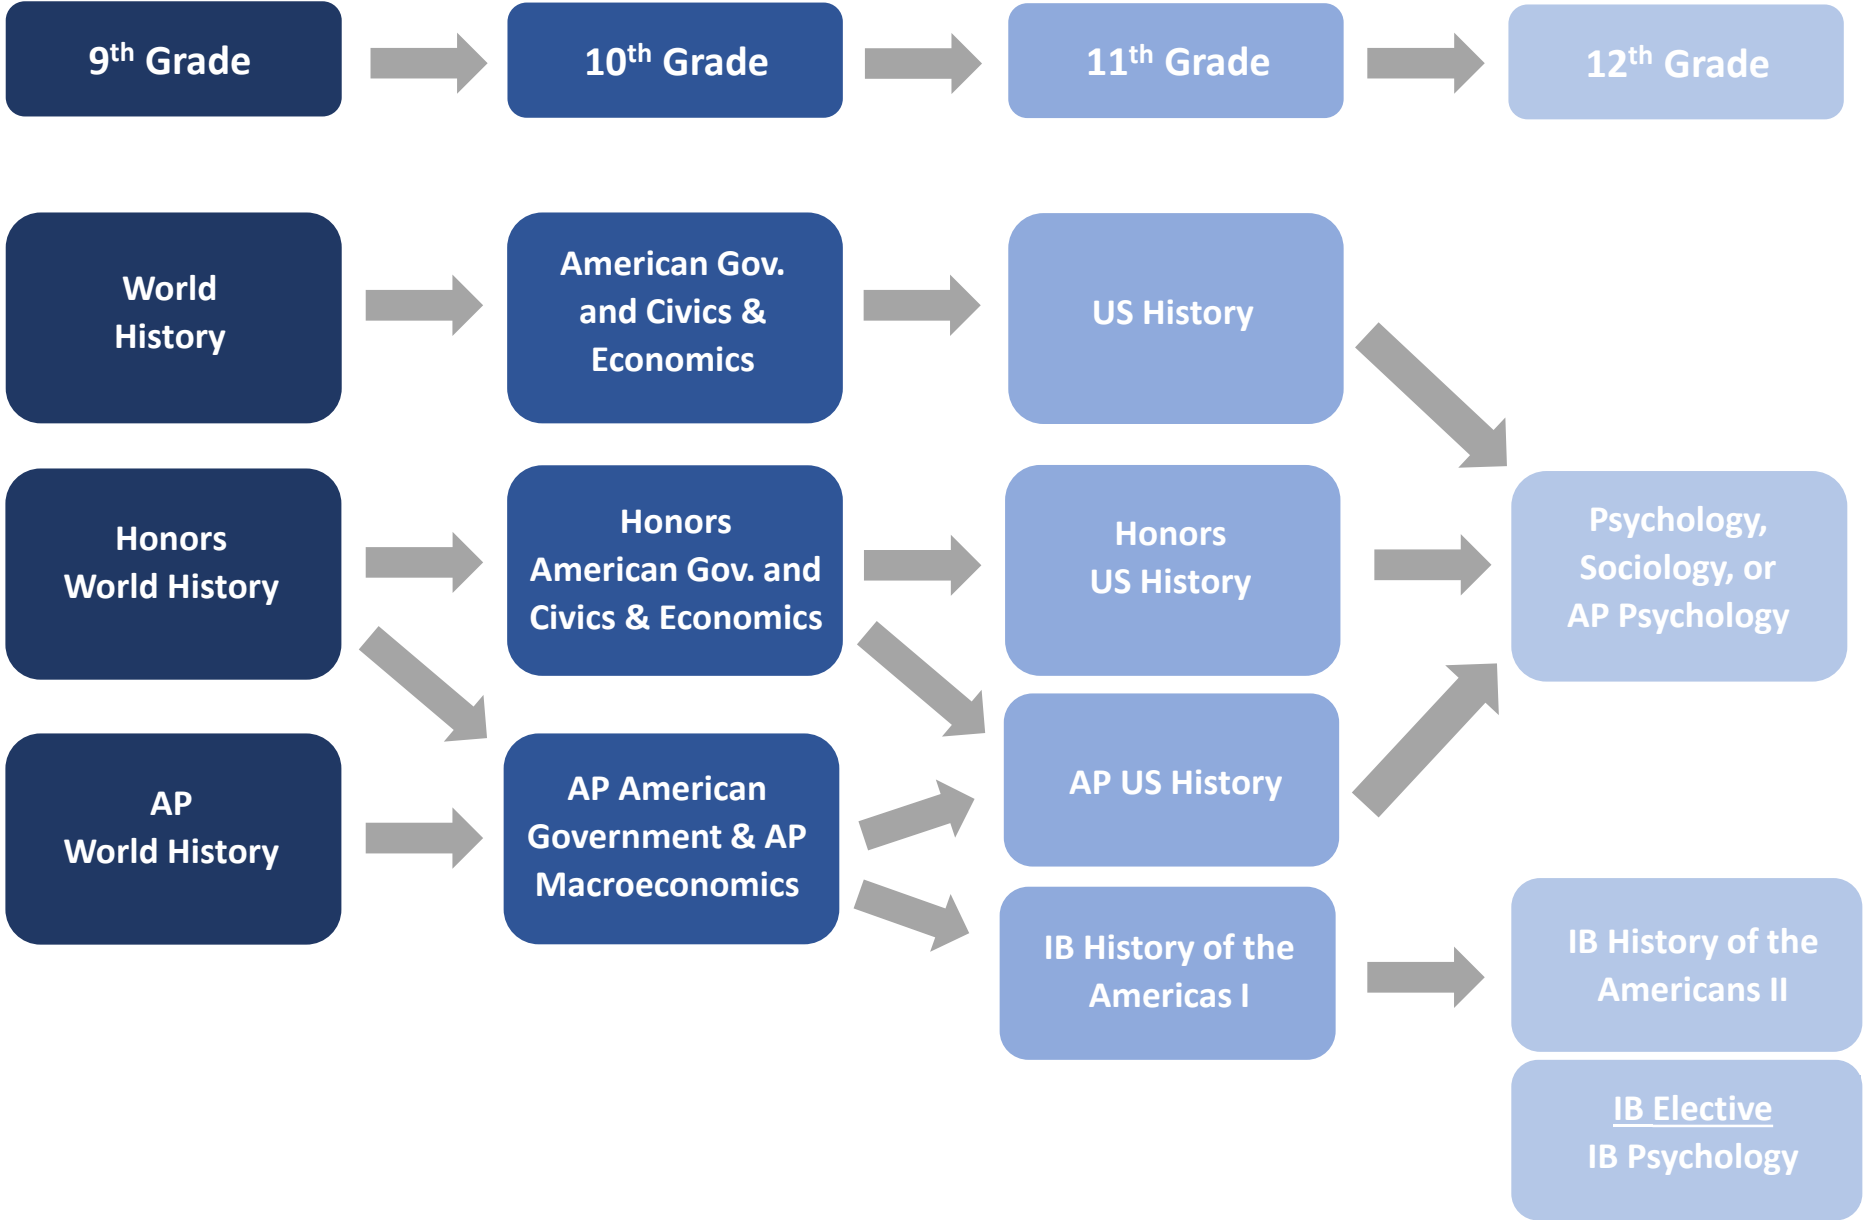 9th Grade
10th Grade
11th Grade
12th Grade
World
History
American Gov.
and Civics &
Economics
US History
Honors
World History
Honors
American Gov. and
Civics & Economics
Honors
US History
Psychology,
Sociology, or
AP Psychology
AP
World History
AP American
Government & AP
Macroeconomics
AP US History
IB History of the
Americas I
IB History of the
Americans II
IB Elective
IB Psychology